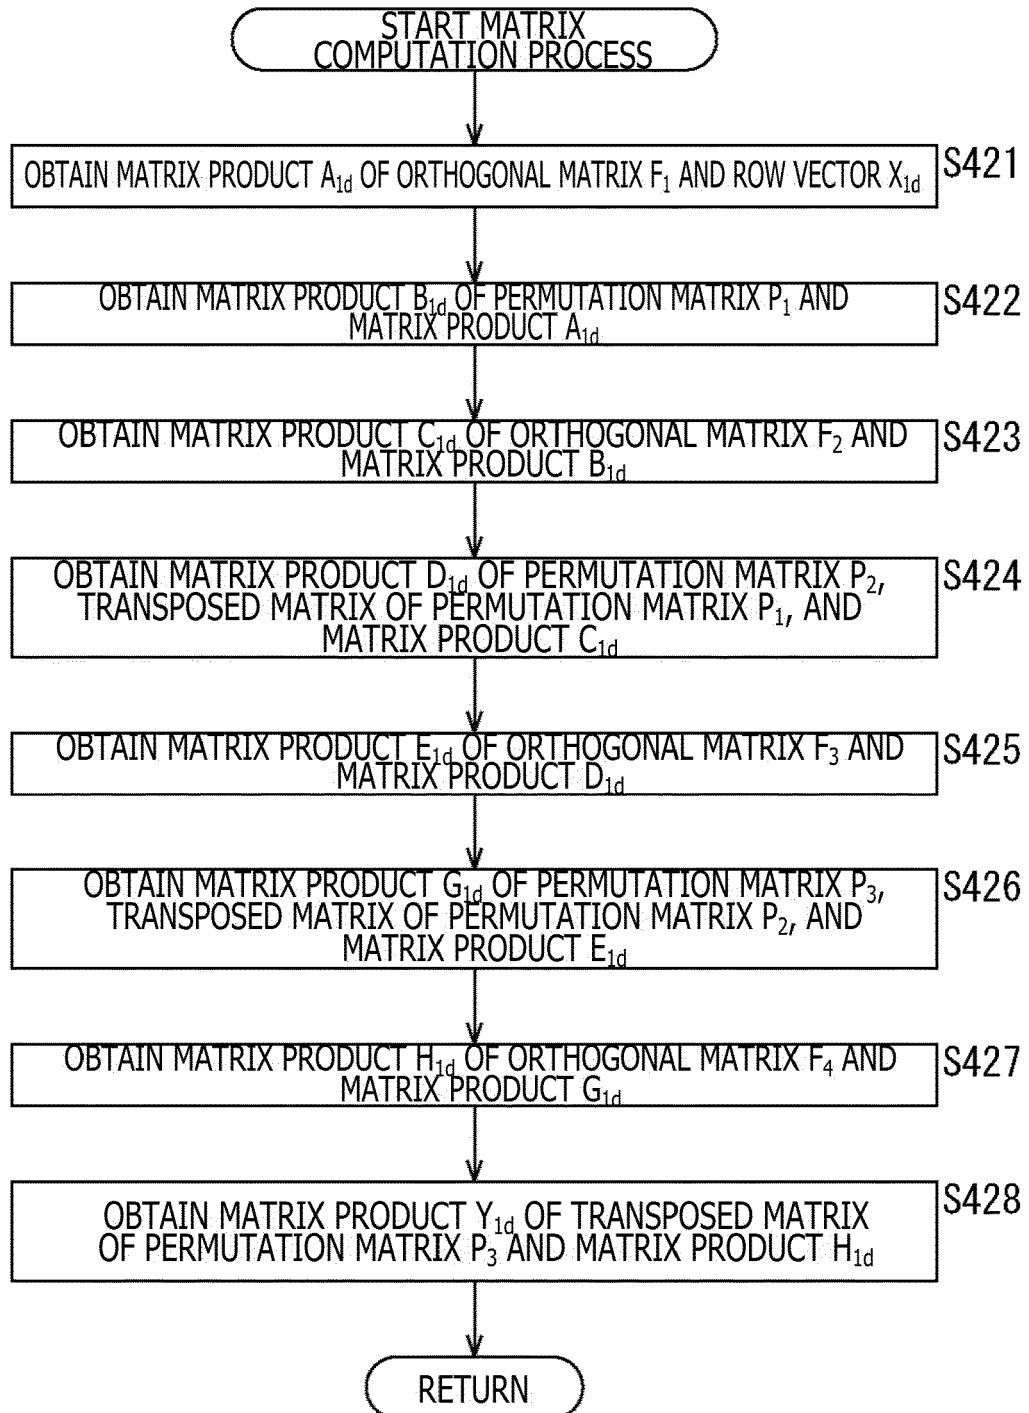 START MATRIX
COMPUTATION PROCESS
OBTAIN MATRIX PRODUCT A1d OF ORTHOGONAL MATRIX F1 AND ROW VECTOR X1d
S421
OBTAIN MATRIX PRODUCT B1d OF PERMUTATION MATRIX P1 AND
MATRIX PRODUCT A1d
S422
OBTAIN MATRIX PRODUCT C1d OF ORTHOGONAL MATRIX F2 AND
MATRIX PRODUCT B1d
S423
OBTAIN MATRIX PRODUCT D1d OF PERMUTATION MATRIX P2,
TRANSPOSED MATRIX OF PERMUTATION MATRIX P1, AND
MATRIX PRODUCT C1d
S424
OBTAIN MATRIX PRODUCT E1d OF ORTHOGONAL MATRIX F3 AND
MATRIX PRODUCT D1d
S425
OBTAIN MATRIX PRODUCT G1d OF PERMUTATION MATRIX P3,
TRANSPOSED MATRIX OF PERMUTATION MATRIX P2, AND
MATRIX PRODUCT E1d
S426
OBTAIN MATRIX PRODUCT H1d OF ORTHOGONAL MATRIX F4 AND
MATRIX PRODUCT G1d
S427
OBTAIN MATRIX PRODUCT Y1d OF TRANSPOSED MATRIX
OF PERMUTATION MATRIX P3 AND MATRIX PRODUCT H1d
S428
RETURN